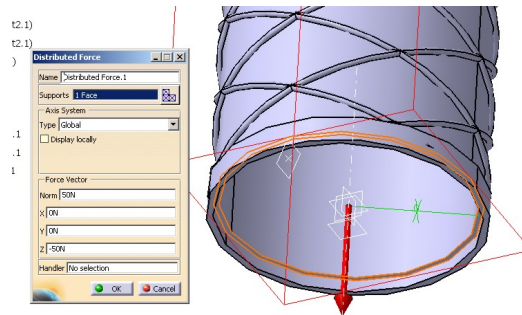 t2.1)
t2.1)
)
.1
.1
Distributed Force
Name Distributed Force.1
Supports 1 Face
Axis System
Type Global
Display locally
Force Vector
Norm 50N
X 0N
Y 0N
Z -50N
Handler No selection
OK Cancel